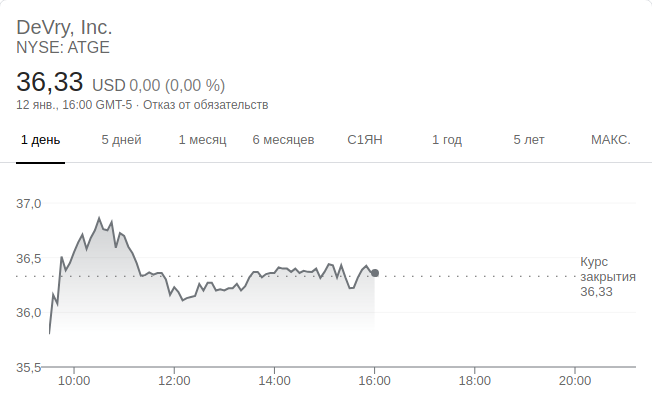 DeVry, Inc.
NYSE: ATGE
36,33 USD 0,00 (0,00 %)
12 янв., 16:00 GMT-5 · Отказ от обязательств
1 день 5 дней 1 месяц 6 месяцев С1ЯН 1 год 5 лет МАКС.
37,0
36,5
Курс
закрытия
36,33
36,0
35,5
10:00 12:00 14:00 16:00 18:00 20:00